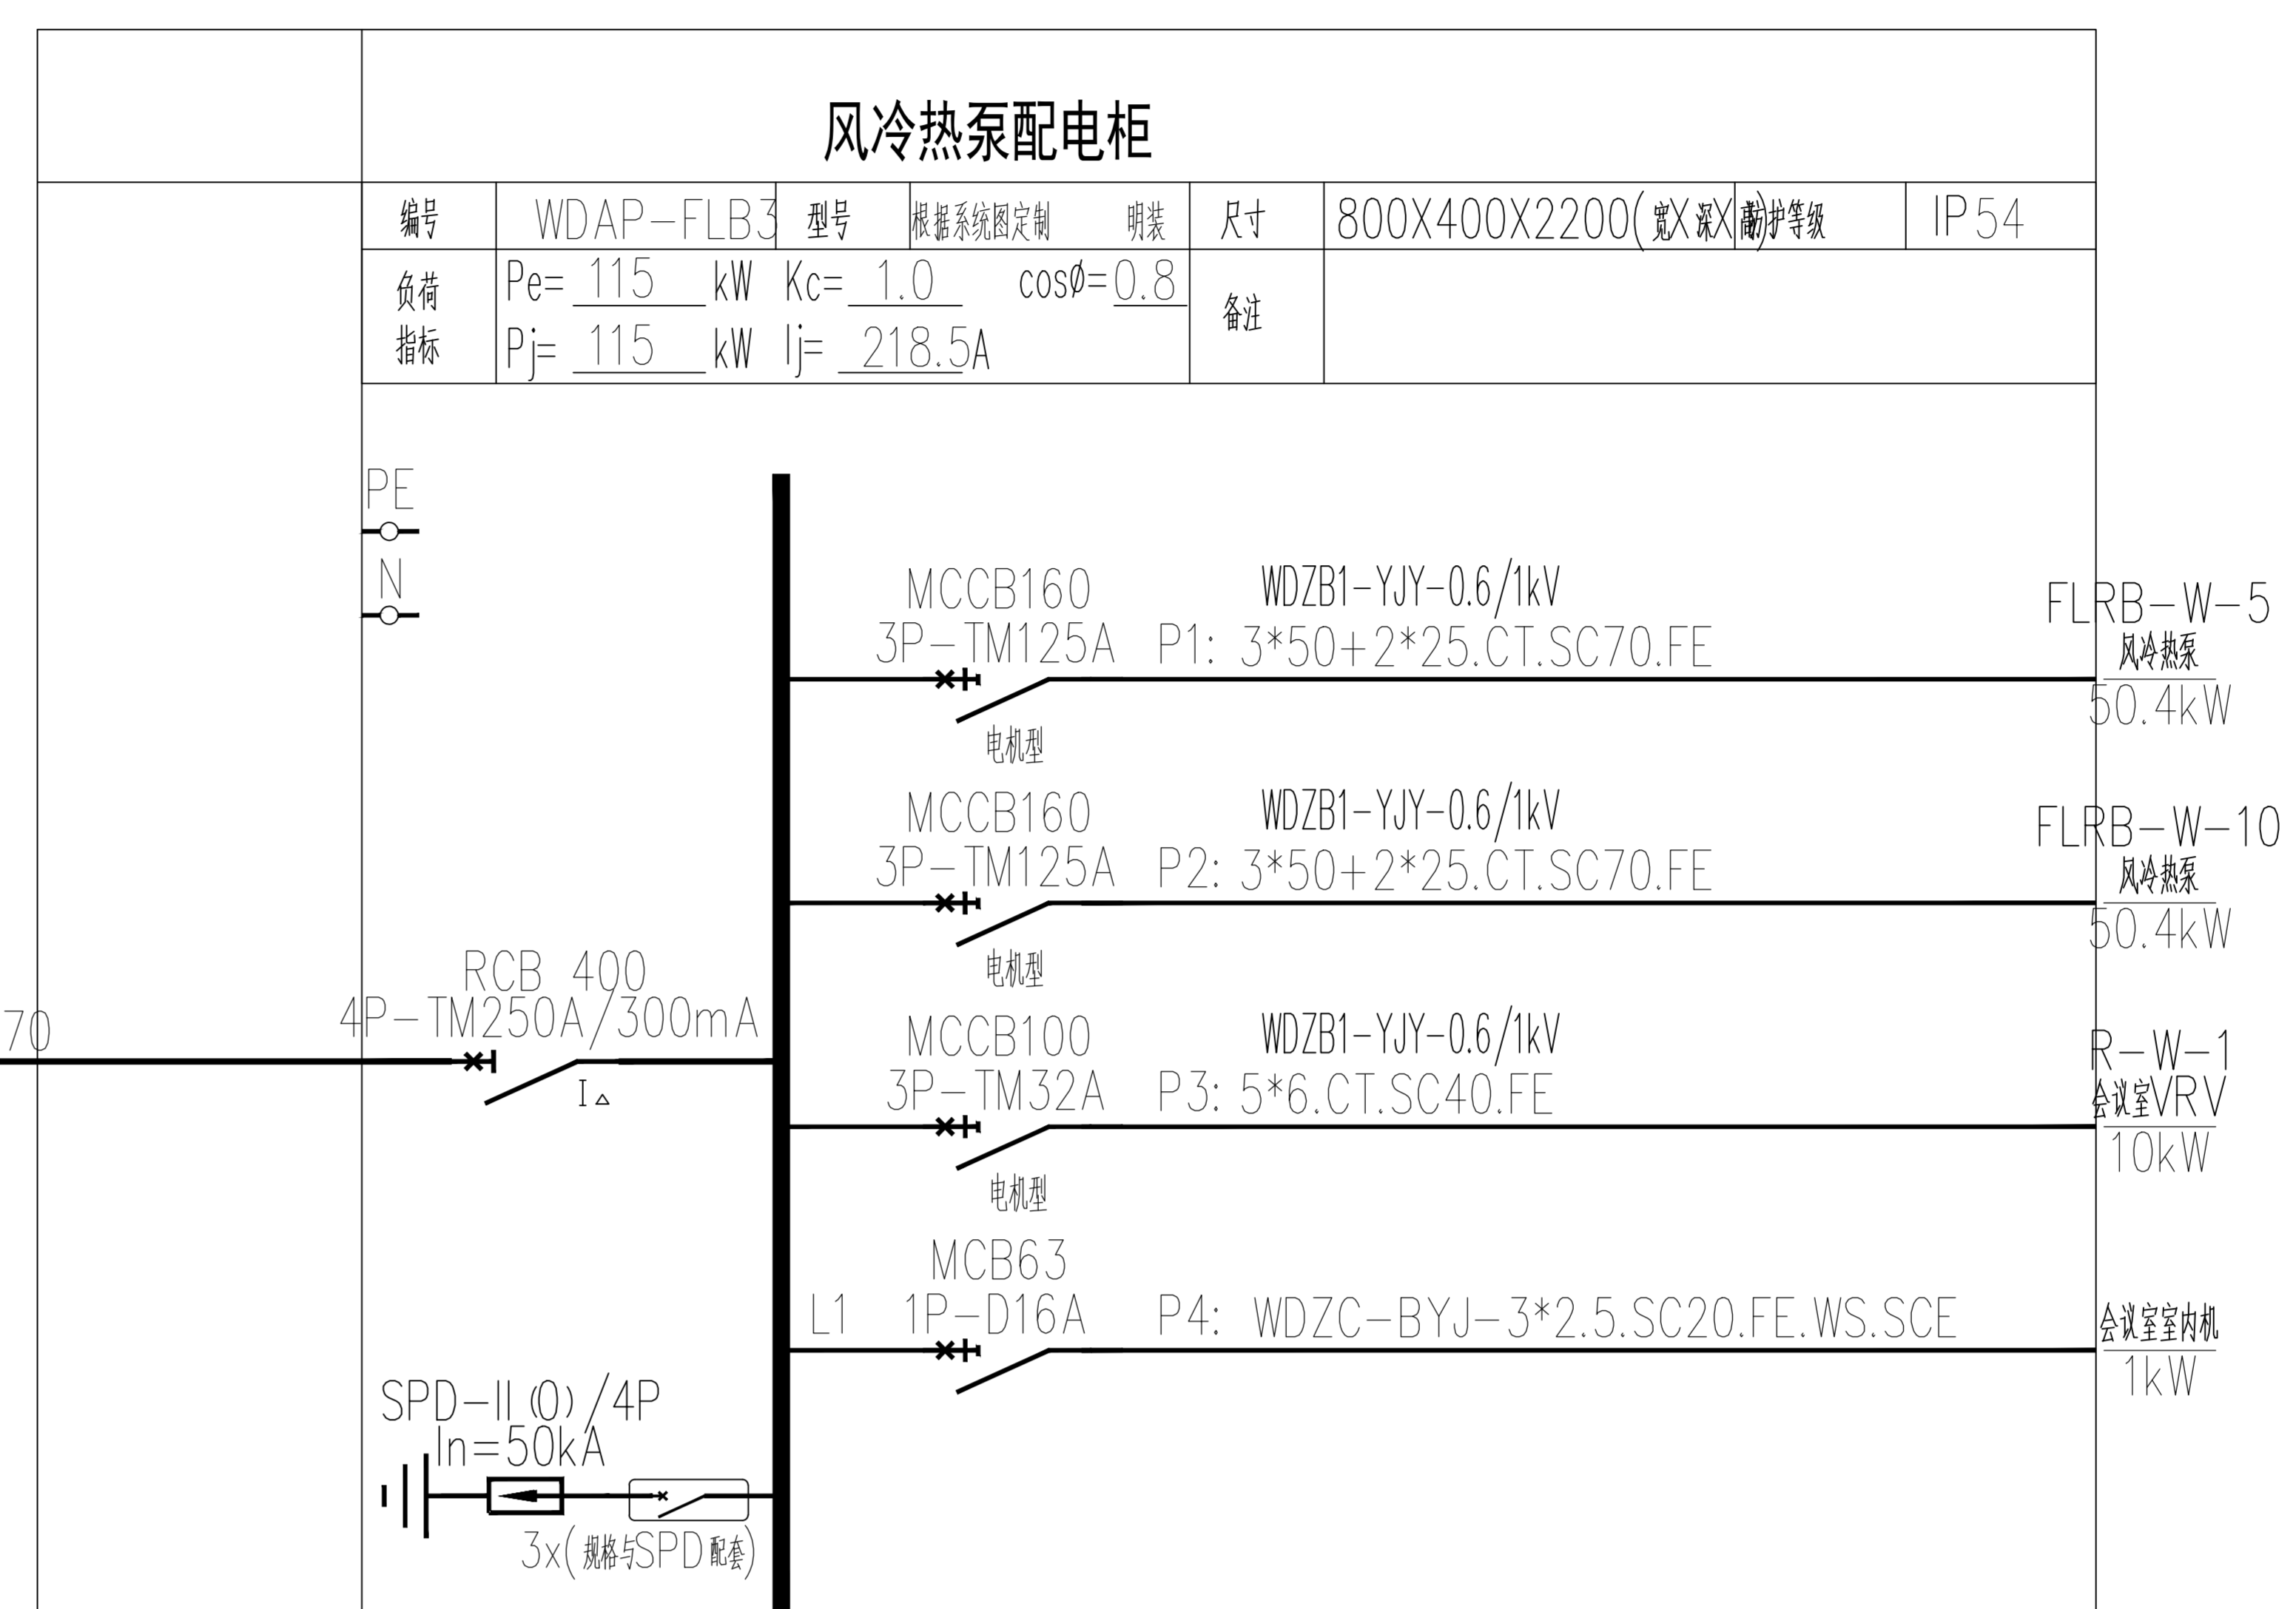 风冷热泵配电柜
编号 WDAP-FLB3 型号 根据系统图定制 明装 尺寸 800X400X2200(宽X深X高) 防护等级 IP54
负荷指标 Pe= 115 kW Kc= 1.0 cosø=0.8 备注
Pj= 115 kW Ij= 218.5A
PE
N
MCCB160 WDZB1-YJY-0.6/1kV FLRB-W-5
3P-TM125A P1: 3*50+2*25.CT.SC70.FE 风冷热泵
50.4kW
电机型
MCCB160 WDZB1-YJY-0.6/1kV FLRB-W-10
3P-TM125A P2: 3*50+2*25.CT.SC70.FE 风冷热泵
50.4kW
电机型
RCB 400
70 4P-TM250A/300mA
I△
MCCB100 WDZB1-YJY-0.6/1kV R-W-1
3P-TM32A P3: 5*6.CT.SC40.FE 会议室VRV
10kW
电机型
MCB63
L1 1P-D16A P4: WDZC-BYJ-3*2.5.SC20.FE.WS.SCE 会议室室内机
1kW
SPD-II(0)/4P
In=50kA
3x(规格与SPD配套)